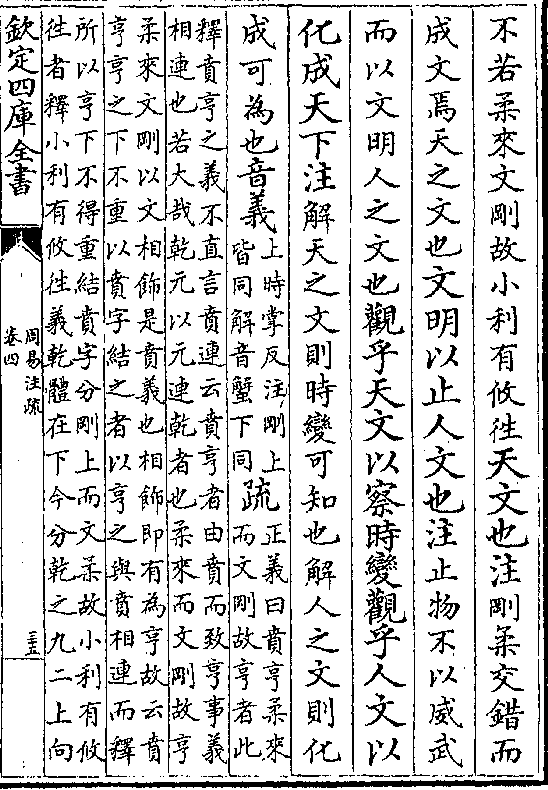 不若柔來文剛故小利有攸往天文也注剛柔交錯而
成文焉天之文也文明以止人文也注止物不以威武
而以文明人之文也觀乎天文以察時變觀乎人文以
化成天下注解天之文則時變可知也解人之文則化
成可為也音義上時掌反注剛上
皆同解音蟹下同疏正義曰賁亨柔來
而文剛故亨者此
釋賁亨之義不直言賁連云賁亨者由賁而致亨事義
相連也若大哉乾元以元連乾者也柔來而文剛故亨
柔來文剛以文相飾是賁義也相飾即有為亨故云賁
亨亨之下不重以賁字結之者以亨之與賁相連而釋
所以亨下不得重結賁字分剛上而文柔故小利有攸
往者釋小利有攸往義乾體在下今分乾之九二上向
欽定四庫全書
周易注疏
卷四
三五